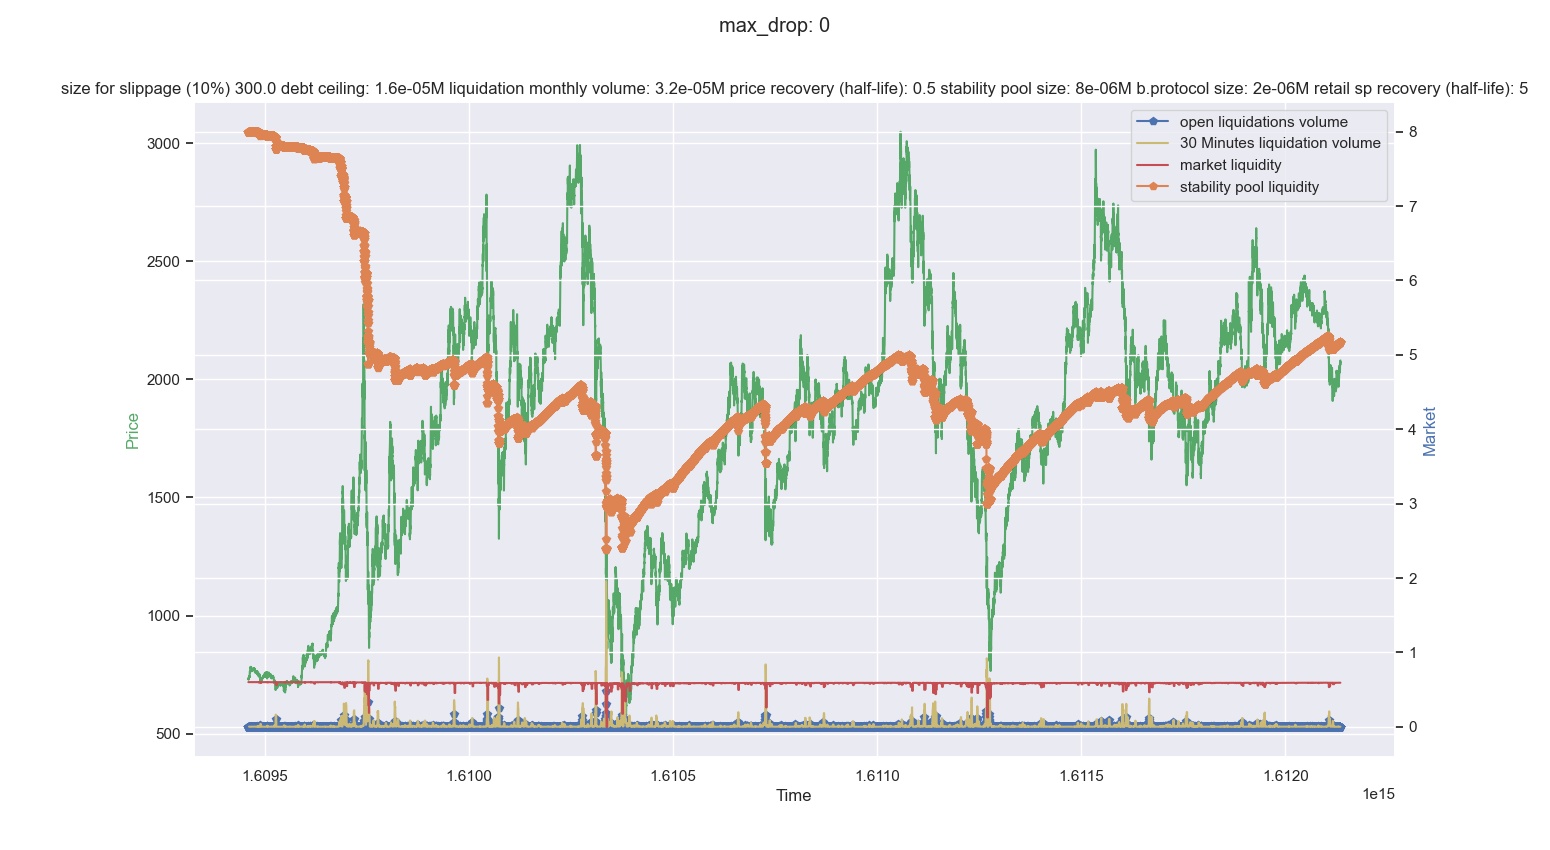 max_drop: 0
size for slippage (10%) 300.0 debt ceiling: 1.6e-05M liquidation monthly volume: 3.2e-05M price recovery (half-life): 0.5 stability pool size: 8e-06M b.protocol size: 2e-06M retail sp recovery (half-life): 5
open liquidations volume
30 Minutes liquidation volume
market liquidity
stability pool liquidity
3000
2500
2000
1500
1000
500
Price
8
7
6
5
4
3
2
1
0
Market
1.6095 1.6100 1.6105 1.6110 1.6115 1.6120
Time
1e15